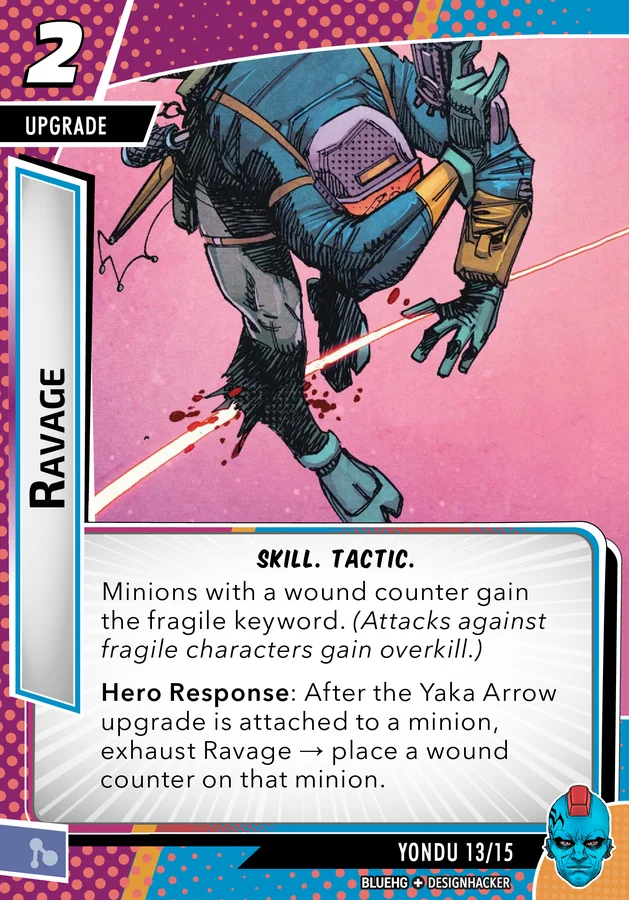 2
UPGRADE
RAVAGE
SKILL. TACTIC.
Minions with a wound counter gain
the fragile keyword. (Attacks against
fragile characters gain overkill.)
Hero Response: After the Yaka Arrow
upgrade is attached to a minion,
exhaust Ravage → place a wound
counter on that minion.
YONDU 13/15
BLUEHG + DESIGNHACKER